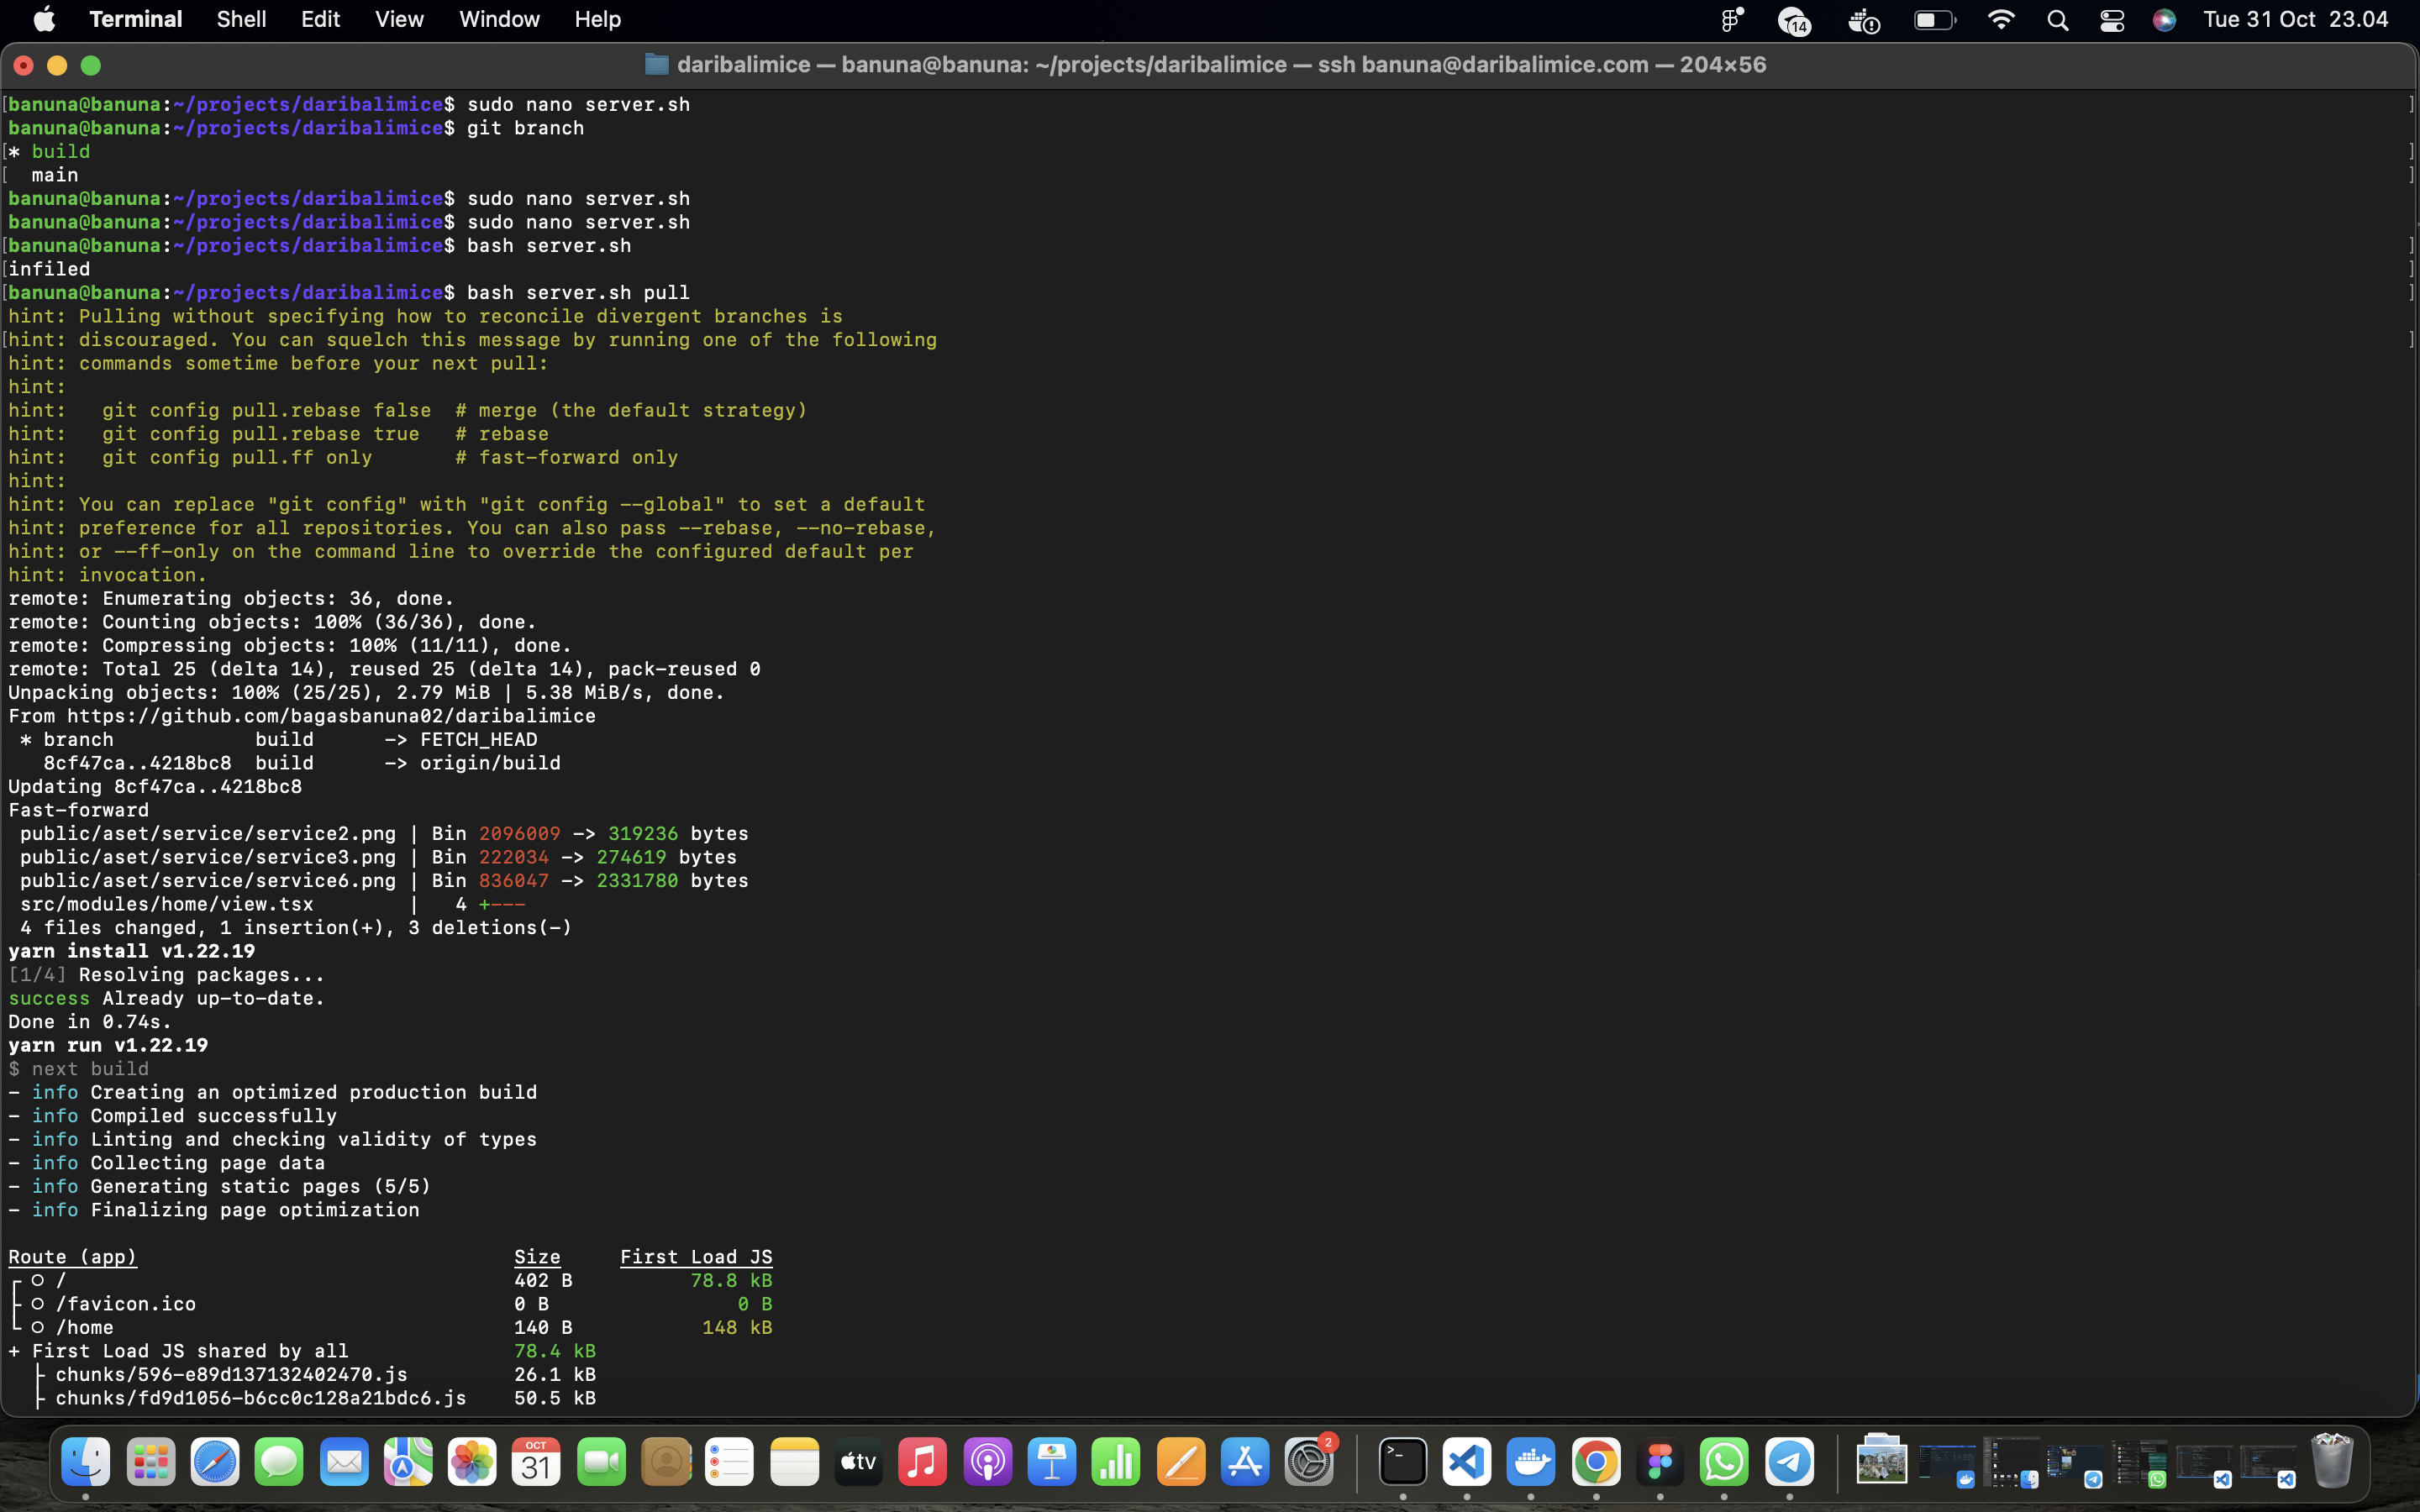 Terminal Shell Edit View Window Help 14 Tue 31 Oct 23.04
daribalimice — banuna@banuna: ~/projects/daribalimice — ssh banuna@daribalimice.com — 204×56
[banuna@banuna:~/projects/daribalimice$ sudo nano server.sh ]
banuna@banuna:~/projects/daribalimice$ git branch
[* build ]
[  main ]
banuna@banuna:~/projects/daribalimice$ sudo nano server.sh
banuna@banuna:~/projects/daribalimice$ sudo nano server.sh
[banuna@banuna:~/projects/daribalimice$ bash server.sh ]
[infiled ]
[banuna@banuna:~/projects/daribalimice$ bash server.sh pull ]
hint: Pulling without specifying how to reconcile divergent branches is
[hint: discouraged. You can squelch this message by running one of the following ]
hint: commands sometime before your next pull:
hint:
hint:   git config pull.rebase false  # merge (the default strategy)
hint:   git config pull.rebase true   # rebase
hint:   git config pull.ff only       # fast-forward only
hint:
hint: You can replace "git config" with "git config --global" to set a default
hint: preference for all repositories. You can also pass --rebase, --no-rebase,
hint: or --ff-only on the command line to override the configured default per
hint: invocation.
remote: Enumerating objects: 36, done.
remote: Counting objects: 100% (36/36), done.
remote: Compressing objects: 100% (11/11), done.
remote: Total 25 (delta 14), reused 25 (delta 14), pack-reused 0
Unpacking objects: 100% (25/25), 2.79 MiB | 5.38 MiB/s, done.
From https://github.com/bagasbanuna02/daribalimice
 * branch            build      -> FETCH_HEAD
   8cf47ca..4218bc8  build      -> origin/build
Updating 8cf47ca..4218bc8
Fast-forward
 public/aset/service/service2.png | Bin 2096009 -> 319236 bytes
 public/aset/service/service3.png | Bin 222034 -> 274619 bytes
 public/aset/service/service6.png | Bin 836047 -> 2331780 bytes
 src/modules/home/view.tsx        |   4 +---
 4 files changed, 1 insertion(+), 3 deletions(-)
yarn install v1.22.19
[1/4] Resolving packages...
success Already up-to-date.
Done in 0.74s.
yarn run v1.22.19
$ next build
- info Creating an optimized production build
- info Compiled successfully
- info Linting and checking validity of types
- info Collecting page data
- info Generating static pages (5/5)
- info Finalizing page optimization
Route (app)                                Size     First Load JS
┌ ○ /                                      402 B          78.8 kB
├ ○ /favicon.ico                           0 B                0 B
└ ○ /home                                  140 B           148 kB
+ First Load JS shared by all              78.4 kB
  ├ chunks/596-e89d137132402470.js         26.1 kB
  ├ chunks/fd9d1056-b6cc0c128a21bdc6.js    50.5 kB
OCT
31
tv
2